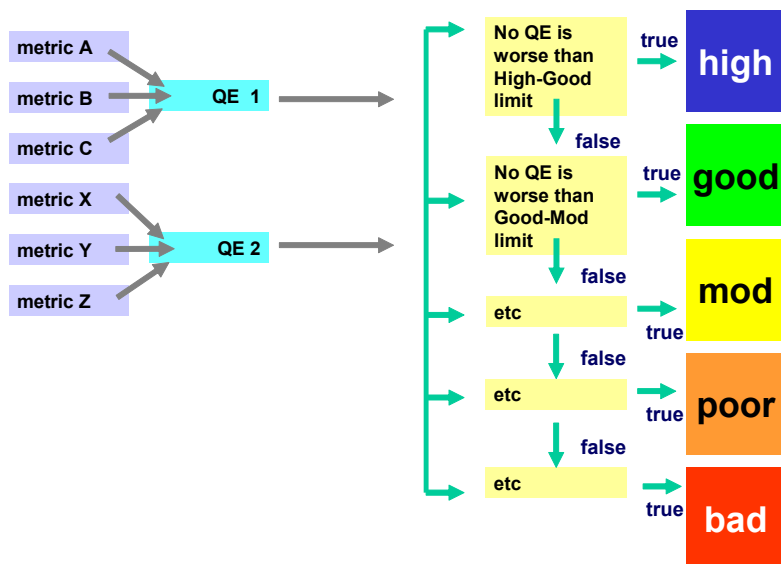 metric A
metric B
metric C
QE 1
metric X
metric Y
metric Z
QE 2
No QE is
worse than
High-Good
limit
true
high
false
No QE is
worse than
Good-Mod
limit
true
good
false
etc
true
mod
false
etc
true
poor
false
etc
true
bad